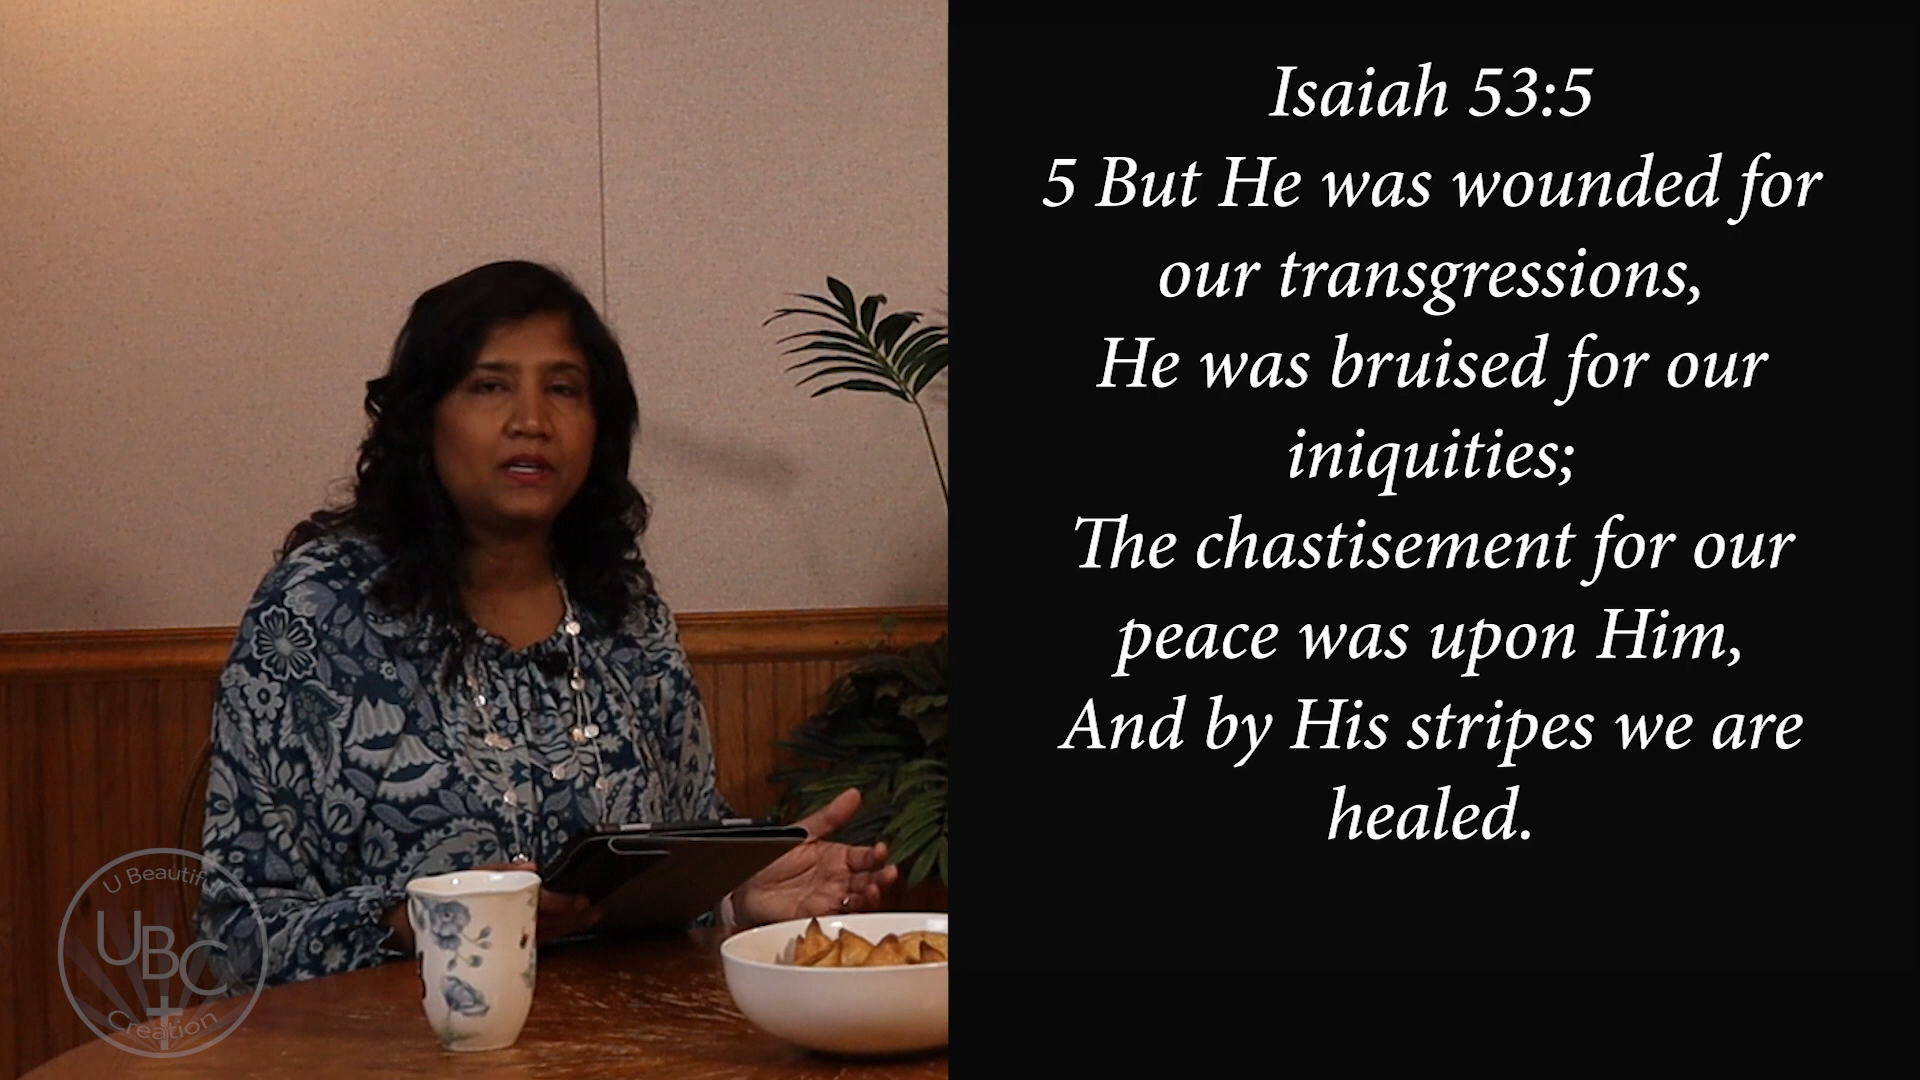 Isaiah 53:5
5 But He was wounded for
our transgressions,
He was bruised for our
iniquities;
The chastisement for our
peace was upon Him,
And by His stripes we are
healed.
U Beautiful
UBC
Creation